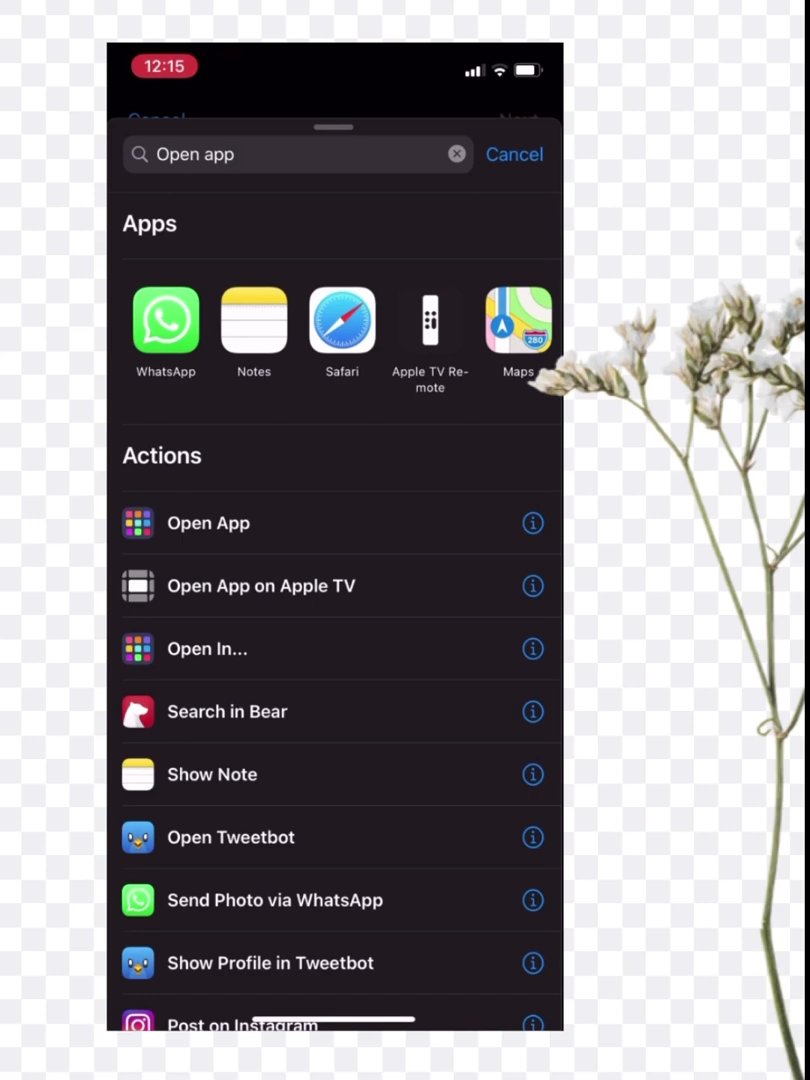 12:15
Cancel
Open app
Cancel
Apps
WhatsApp
Notes
Safari
Apple TV Re-
mote
280
Maps
Actions
Open App
Open App on Apple TV
Open In...
Search in Bear
Show Note
Open Tweetbot
Send Photo via WhatsApp
Show Profile in Tweetbot
Post on Instagram